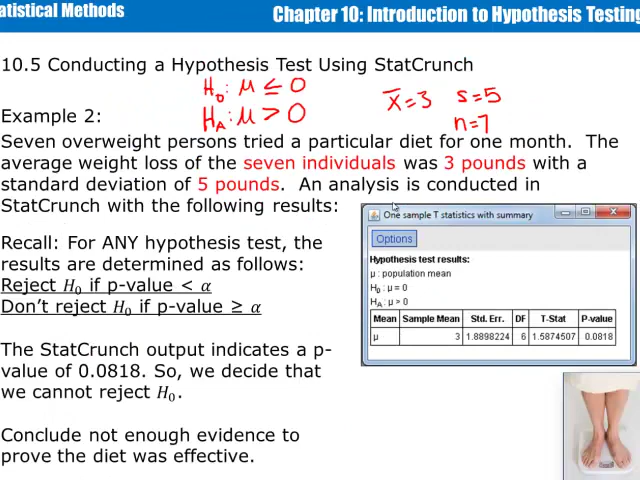 tatistical Methods
Chapter 10: Introduction to Hypothesis Testing
10.5 Conducting a Hypothesis Test Using StatCrunch
H₀: μ ≤ 0
x̄=3 s=5
Example 2:
H_A: μ > 0
n=7
Seven overweight persons tried a particular diet for one month. The
average weight loss of the seven individuals was 3 pounds with a
standard deviation of 5 pounds. An analysis is conducted in
StatCrunch with the following results:
Recall: For ANY hypothesis test, the
results are determined as follows:
Reject H₀ if p-value < α
Don't reject H₀ if p-value ≥ α
The StatCrunch output indicates a p-
value of 0.0818. So, we decide that
we cannot reject H₀.
Conclude not enough evidence to
prove the diet was effective.
One sample T statistics with summary
Options
Hypothesis test results:
μ : population mean
H₀ : μ = 0
H_A : μ > 0
Mean Sample Mean Std. Err. DF T-Stat P-value
μ 3 1.8898224 6 1.5874507 0.0818